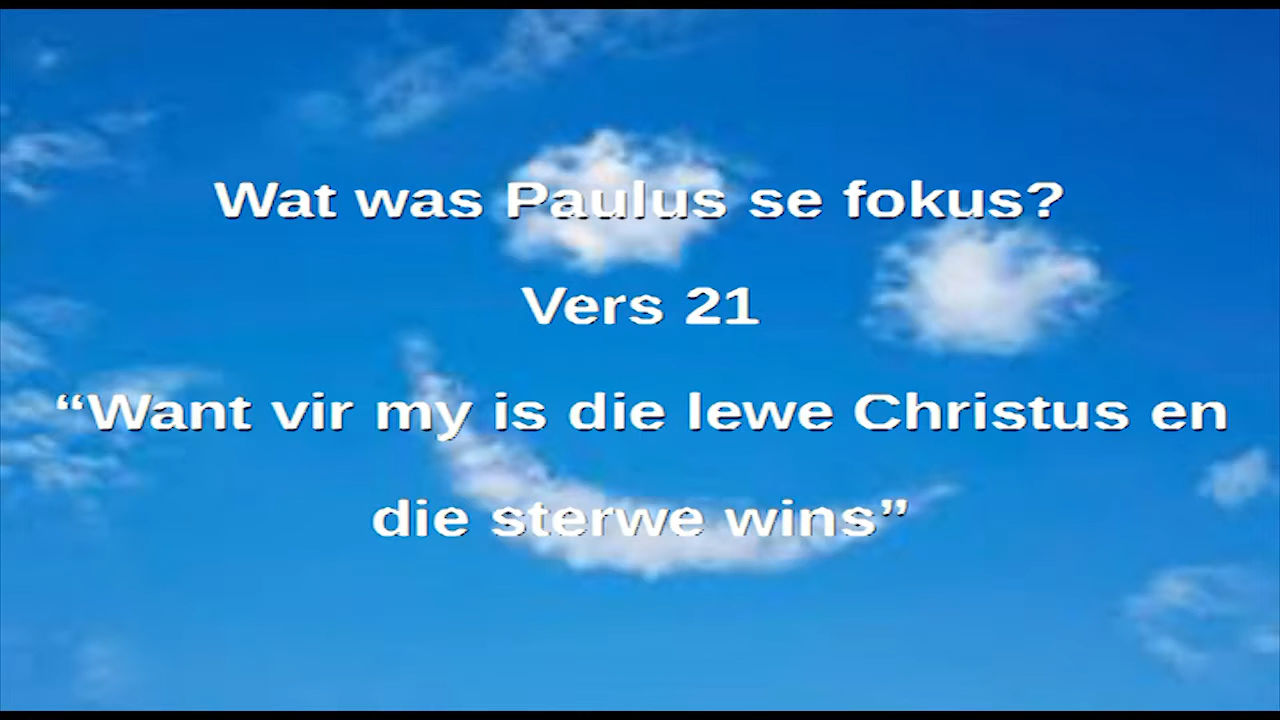 Wat was Paulus se fokus?
Vers 21
“Want vir my is die lewe Christus en
die sterwe wins”